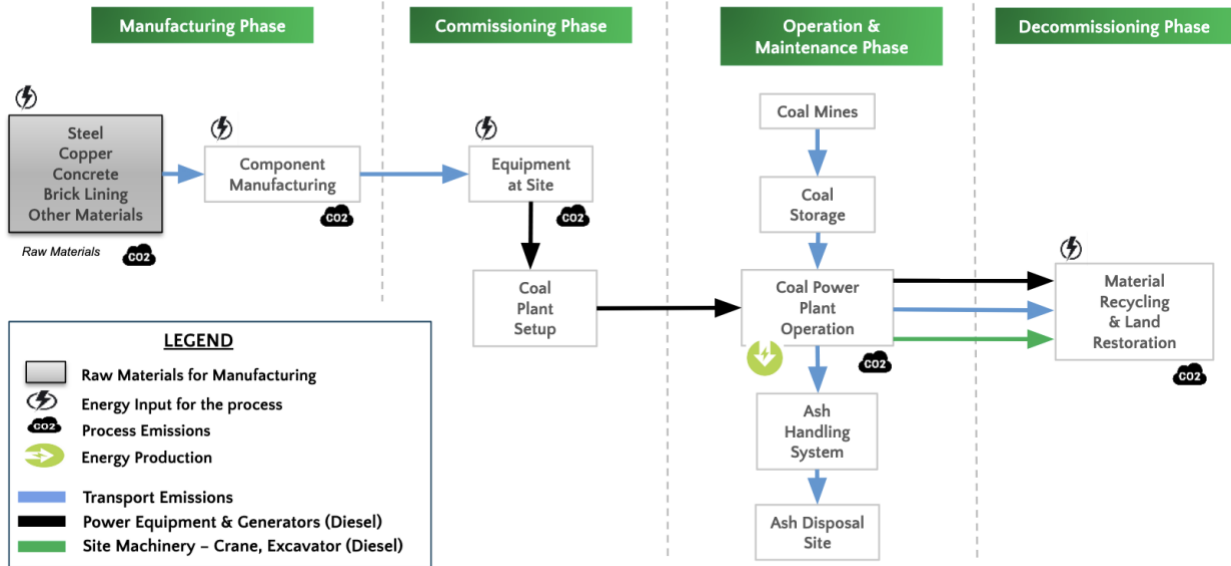 Manufacturing Phase
Commissioning Phase
Operation &
Maintenance Phase
Decommissioning Phase
Steel
Copper
Concrete
Brick Lining
Other Materials
Raw Materials
CO2
Component
Manufacturing
CO2
Equipment
at Site
CO2
Coal
Plant
Setup
Coal Mines
Coal
Storage
Coal Power
Plant
Operation
CO2
Ash
Handling
System
Ash Disposal
Site
Material
Recycling
& Land
Restoration
CO2
LEGEND
Raw Materials for Manufacturing
Energy Input for the process
CO2
Process Emissions
Energy Production
Transport Emissions
Power Equipment & Generators (Diesel)
Site Machinery – Crane, Excavator (Diesel)